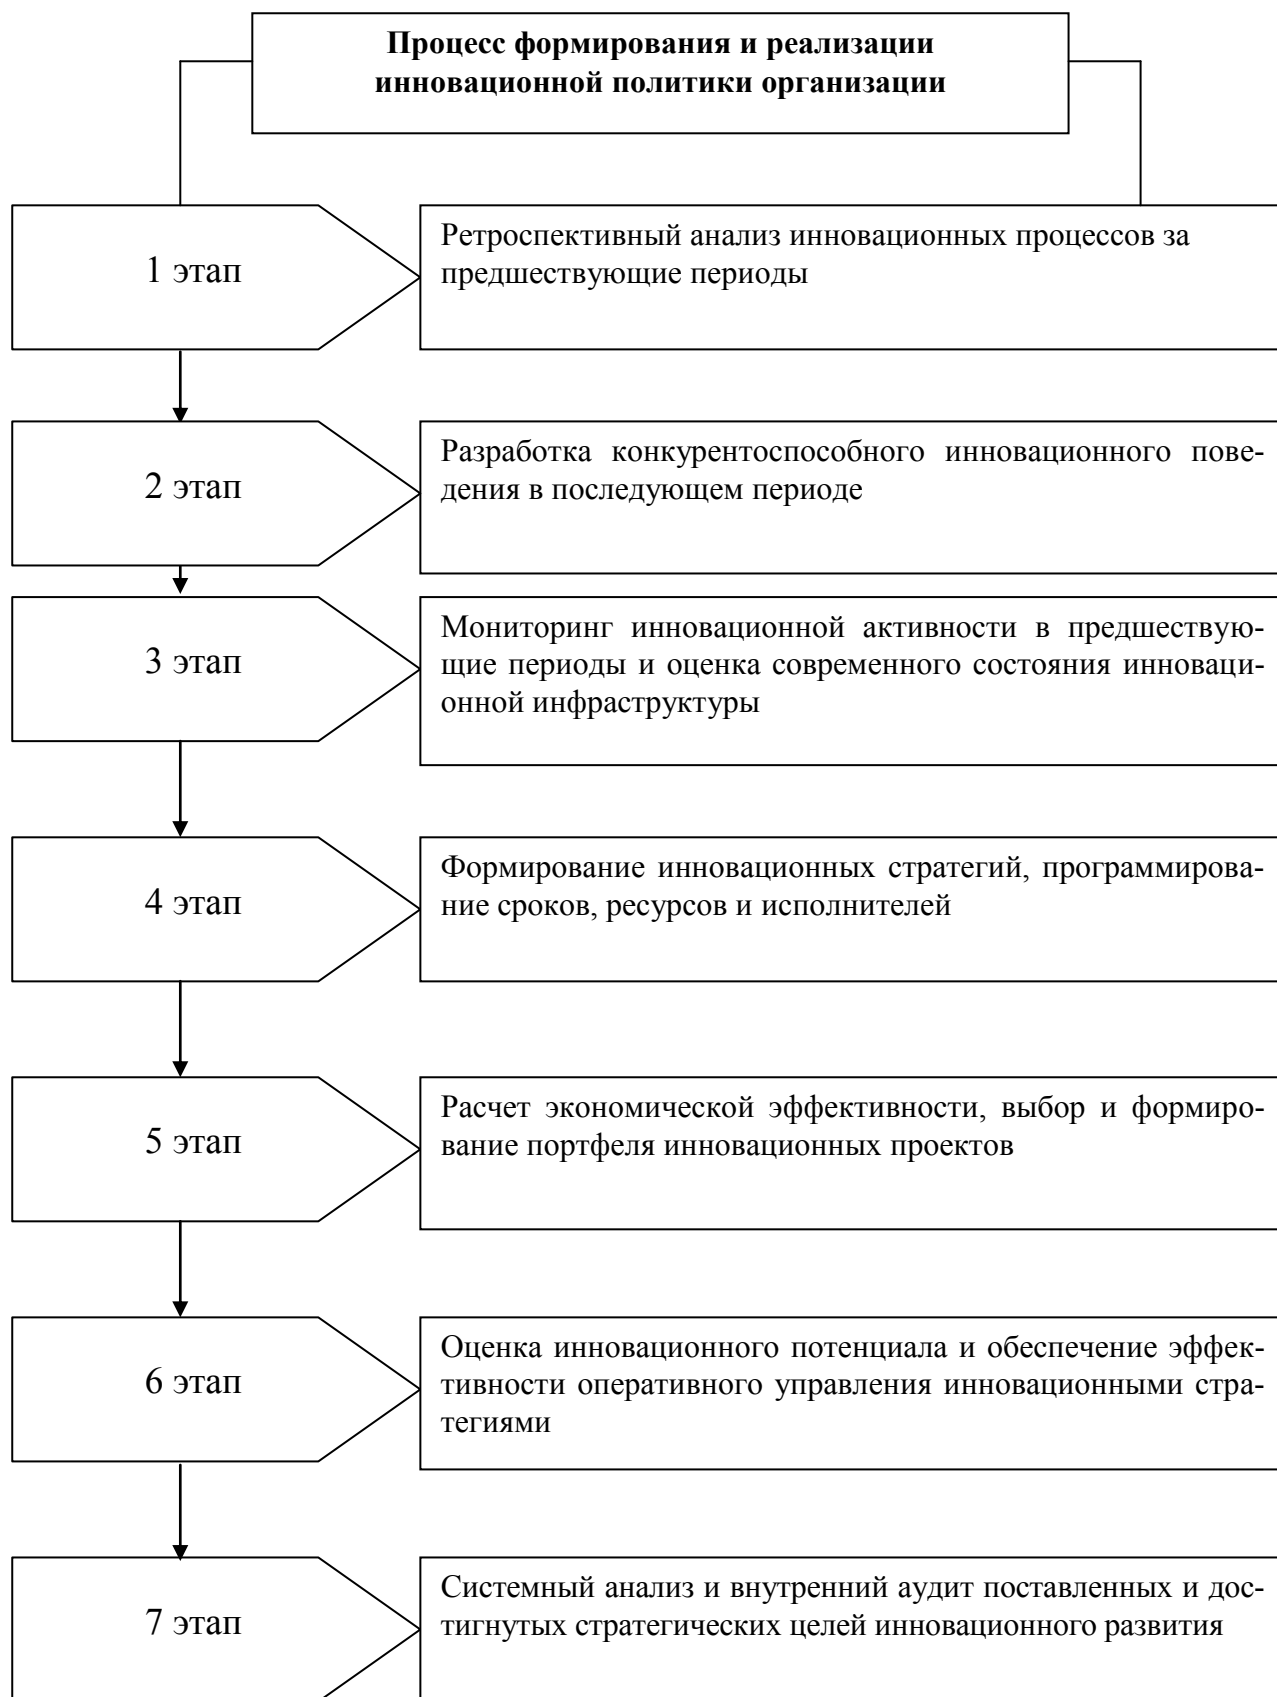 Процесс формирования и реализации
инновационной политики организации
1 этап
Ретроспективный анализ инновационных процессов за
предшествующие периоды
2 этап
Разработка конкурентоспособного инновационного пове-
дения в последующем периоде
3 этап
Мониторинг инновационной активности в предшествую-
щие периоды и оценка современного состояния инноваци-
онной инфраструктуры
4 этап
Формирование инновационных стратегий, программирова-
ние сроков, ресурсов и исполнителей
5 этап
Расчет экономической эффективности, выбор и формиро-
вание портфеля инновационных проектов
6 этап
Оценка инновационного потенциала и обеспечение эффек-
тивности оперативного управления инновационными стра-
тегиями
7 этап
Системный анализ и внутренний аудит поставленных и дос-
тигнутых стратегических целей инновационного развития